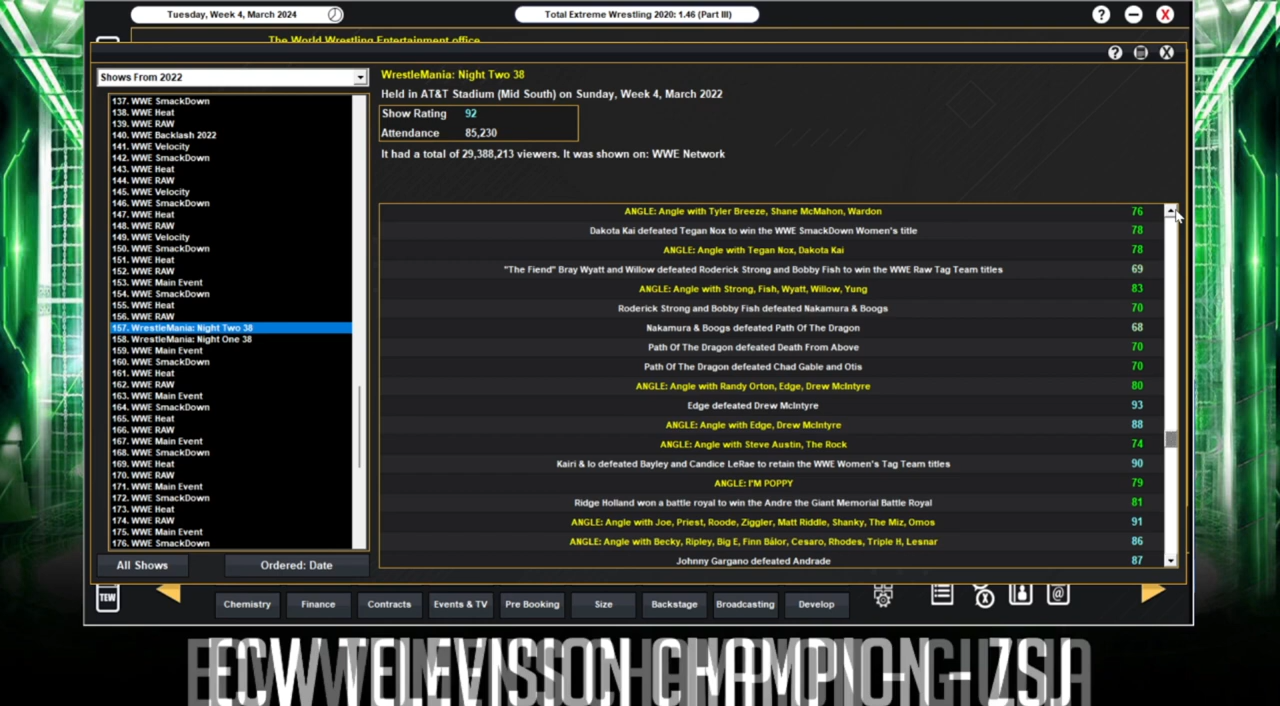 Tuesday, Week 4, March 2024
Total Extreme Wrestling 2020: 1.46 (Part III)
?
X
The World Wrestling Entertainment office
?
X
Shows From 2022
137. WWE SmackDown
138. WWE Heat
139. WWE RAW
140. WWE Backlash 2022
141. WWE Velocity
142. WWE SmackDown
143. WWE Heat
144. WWE RAW
145. WWE Velocity
146. WWE SmackDown
147. WWE Heat
148. WWE RAW
149. WWE Velocity
150. WWE SmackDown
151. WWE Heat
152. WWE RAW
153. WWE Main Event
154. WWE SmackDown
155. WWE Heat
156. WWE RAW
157. WrestleMania: Night Two 38
158. WrestleMania: Night One 38
159. WWE Main Event
160. WWE SmackDown
161. WWE Heat
162. WWE RAW
163. WWE Main Event
164. WWE SmackDown
165. WWE Heat
166. WWE RAW
167. WWE Main Event
168. WWE SmackDown
169. WWE Heat
170. WWE RAW
171. WWE Main Event
172. WWE SmackDown
173. WWE Heat
174. WWE RAW
175. WWE Main Event
176. WWE SmackDown
All Shows
Ordered: Date
WrestleMania: Night Two 38
Held in AT&T Stadium (Mid South) on Sunday, Week 4, March 2022
Show Rating 92
Attendance 85,230
It had a total of 29,388,213 viewers. It was shown on: WWE Network
ANGLE: Angle with Tyler Breeze, Shane McMahon, Wardon 76
Dakota Kai defeated Tegan Nox to win the WWE SmackDown Women's title 78
ANGLE: Angle with Tegan Nox, Dakota Kai 78
"The Fiend" Bray Wyatt and Willow defeated Roderick Strong and Bobby Fish to win the WWE Raw Tag Team titles 69
ANGLE: Angle with Strong, Fish, Wyatt, Willow, Yung 83
Roderick Strong and Bobby Fish defeated Nakamura & Boogs 70
Nakamura & Boogs defeated Path Of The Dragon 68
Path Of The Dragon defeated Death From Above 70
Path Of The Dragon defeated Chad Gable and Otis 70
ANGLE: Angle with Randy Orton, Edge, Drew McIntyre 80
Edge defeated Drew McIntyre 93
ANGLE: Angle with Edge, Drew McIntyre 88
ANGLE: Angle with Steve Austin, The Rock 74
Kairi & Io defeated Bayley and Candice LeRae to retain the WWE Women's Tag Team titles 90
ANGLE: I'M POPPY 79
Ridge Holland won a battle royal to win the Andre the Giant Memorial Battle Royal 81
ANGLE: Angle with Joe, Priest, Roode, Ziggler, Matt Riddle, Shanky, The Miz, Omos 91
ANGLE: Angle with Becky, Ripley, Big E, Finn Bálor, Cesaro, Rhodes, Triple H, Lesnar 86
Johnny Gargano defeated Andrade 87
TEW
Chemistry
Finance
Contracts
Events & TV
Pre Booking
Size
Backstage
Broadcasting
Develop
@
ECW TELEVISION CHAMPION - ZSJ